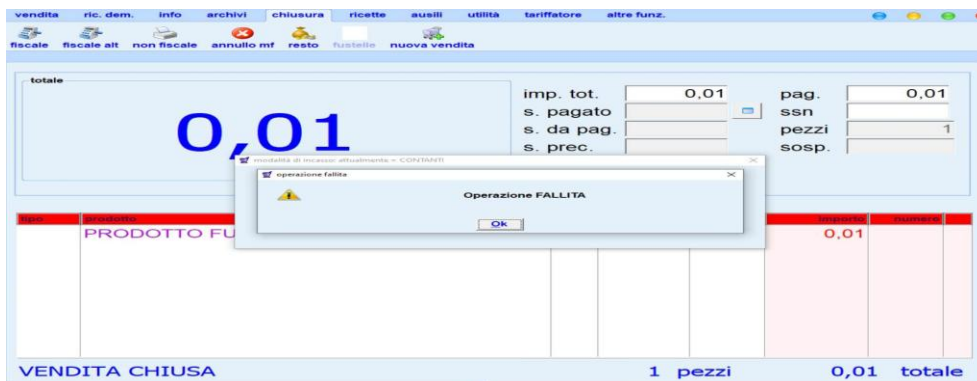 vendita ric. dem. info archivi chiusura ricette ausili utilità tariffatore altre funz.
fiscale fiscale alt non fiscale annullo mf resto fustelle nuova vendita
totale
0,01
imp. tot. 0,01 pag. 0,01
s. pagato ssn
s. da pag. pezzi 1
s. prec. sosp.
modalità di incasso: attualmente = CONTANTI
operazione fallita
Operazione FALLITA
Ok
tipo prodotto importo numero
PRODOTTO FU 0,01
VENDITA CHIUSA 1 pezzi 0,01 totale